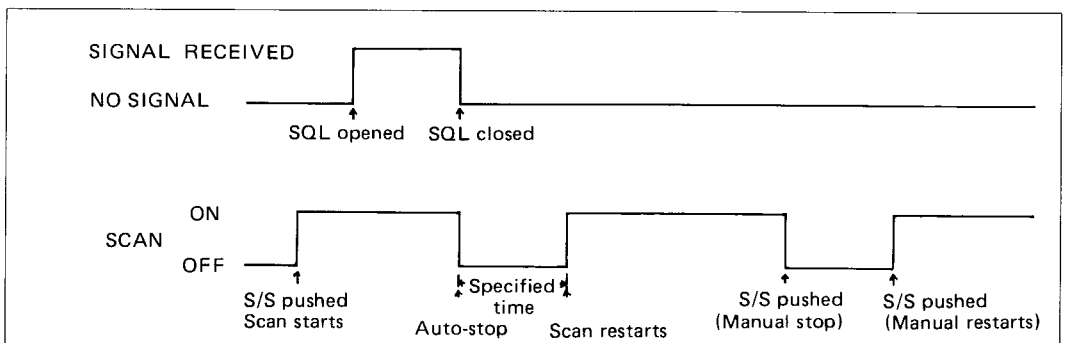 SIGNAL RECEIVED
NO SIGNAL
SQL opened
SQL closed
ON
SCAN
OFF
S/S pushed
Scan starts
Specified
time
Auto-stop
Scan restarts
S/S pushed
(Manual stop)
S/S pushed
(Manual restarts)